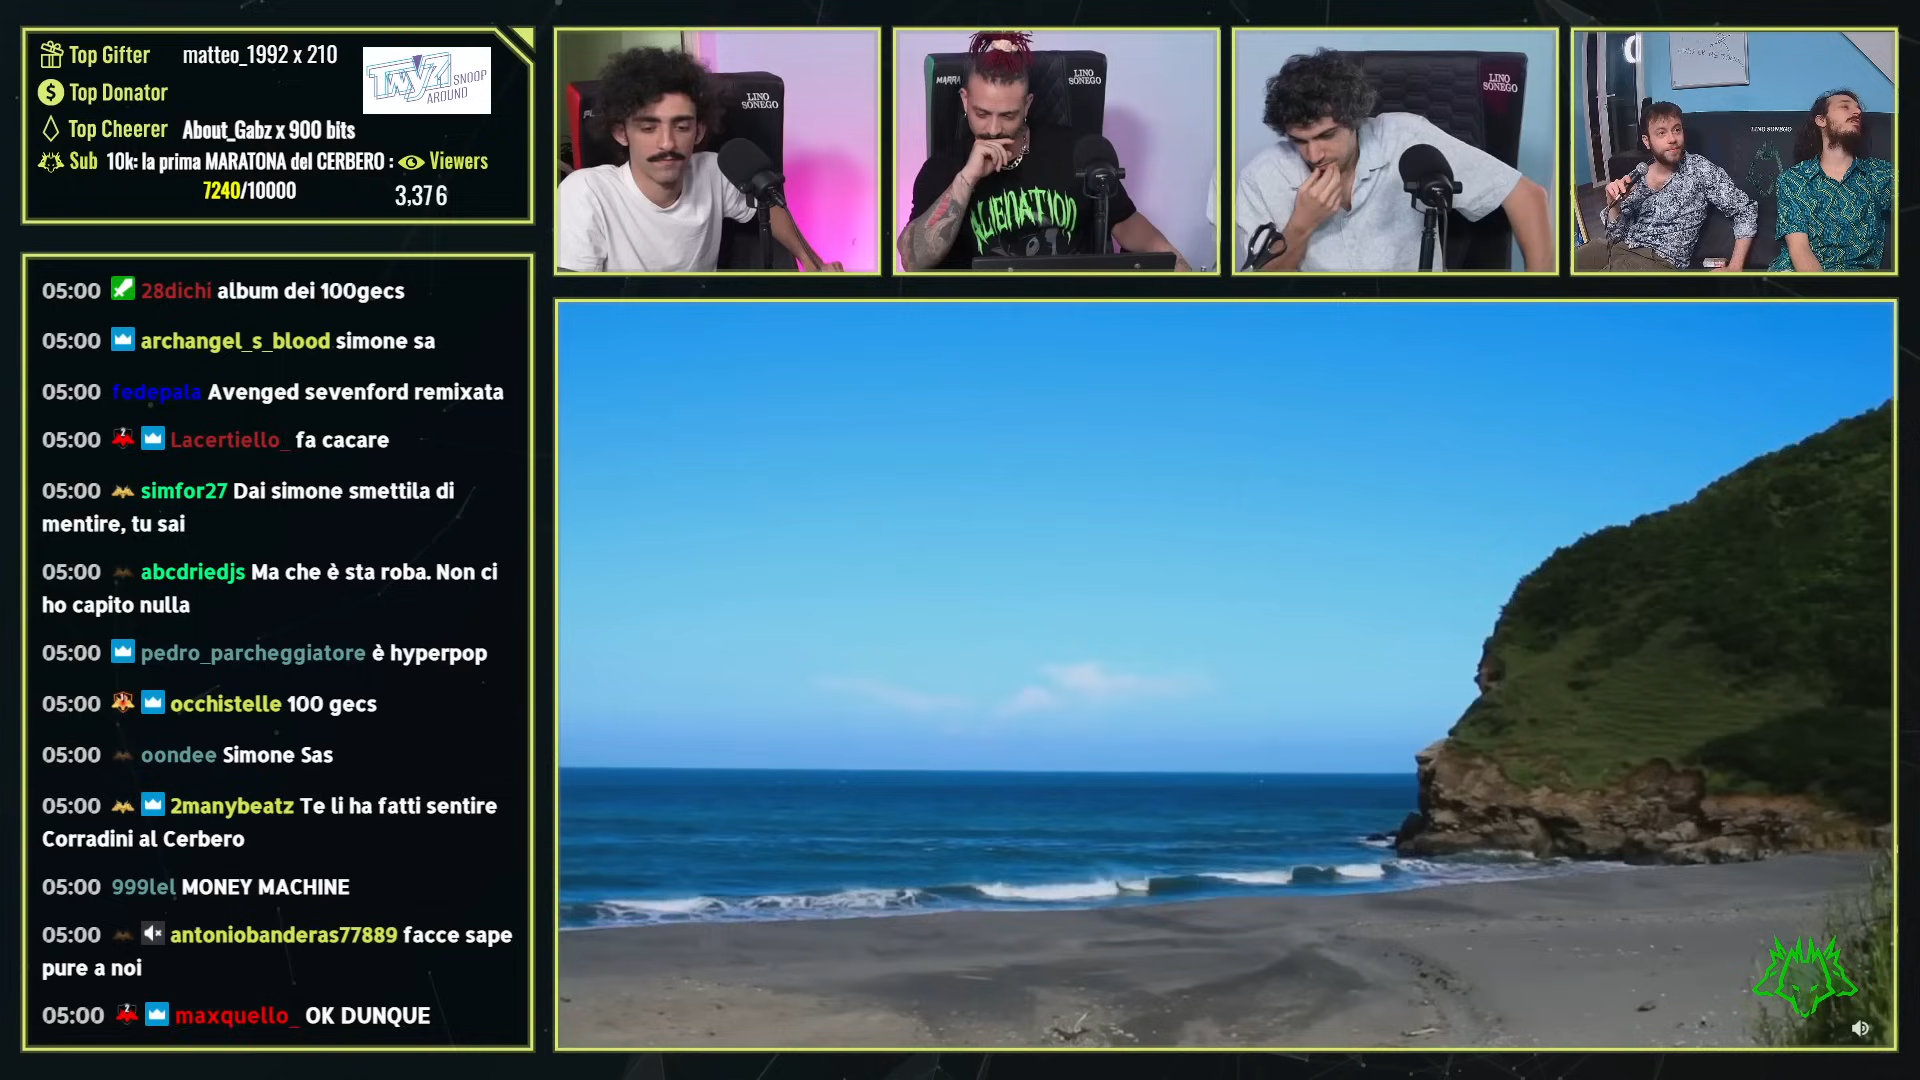 Top Gifter matteo_1992 x 210
TWYZ SNOOP AROUND
Top Donator
Top Cheerer About_Gabz x 900 bits
Sub 10k: la prima MARATONA del CERBERO : Viewers
7240/10000 3,376
05:00 28dichi album dei 100gecs
05:00 archangel_s_blood simone sa
05:00 fedepala Avenged sevenford remixata
05:00 Lacertiello_ fa cacare
05:00 simfor27 Dai simone smettila di
mentire, tu sai
05:00 abcdriedjs Ma che è sta roba. Non ci
ho capito nulla
05:00 pedro_parcheggiatore è hyperpop
05:00 occhistelle 100 gecs
05:00 oondee Simone Sas
05:00 2manybeatz Te li ha fatti sentire
Corradini al Cerbero
05:00 999lel MONEY MACHINE
05:00 antoniobanderas77889 facce sape
pure a noi
05:00 maxquello_ OK DUNQUE
LINO SONEGO
MARRA
LINO SONEGO
ALIENATION
LINO SONEGO
LINO SONEGO